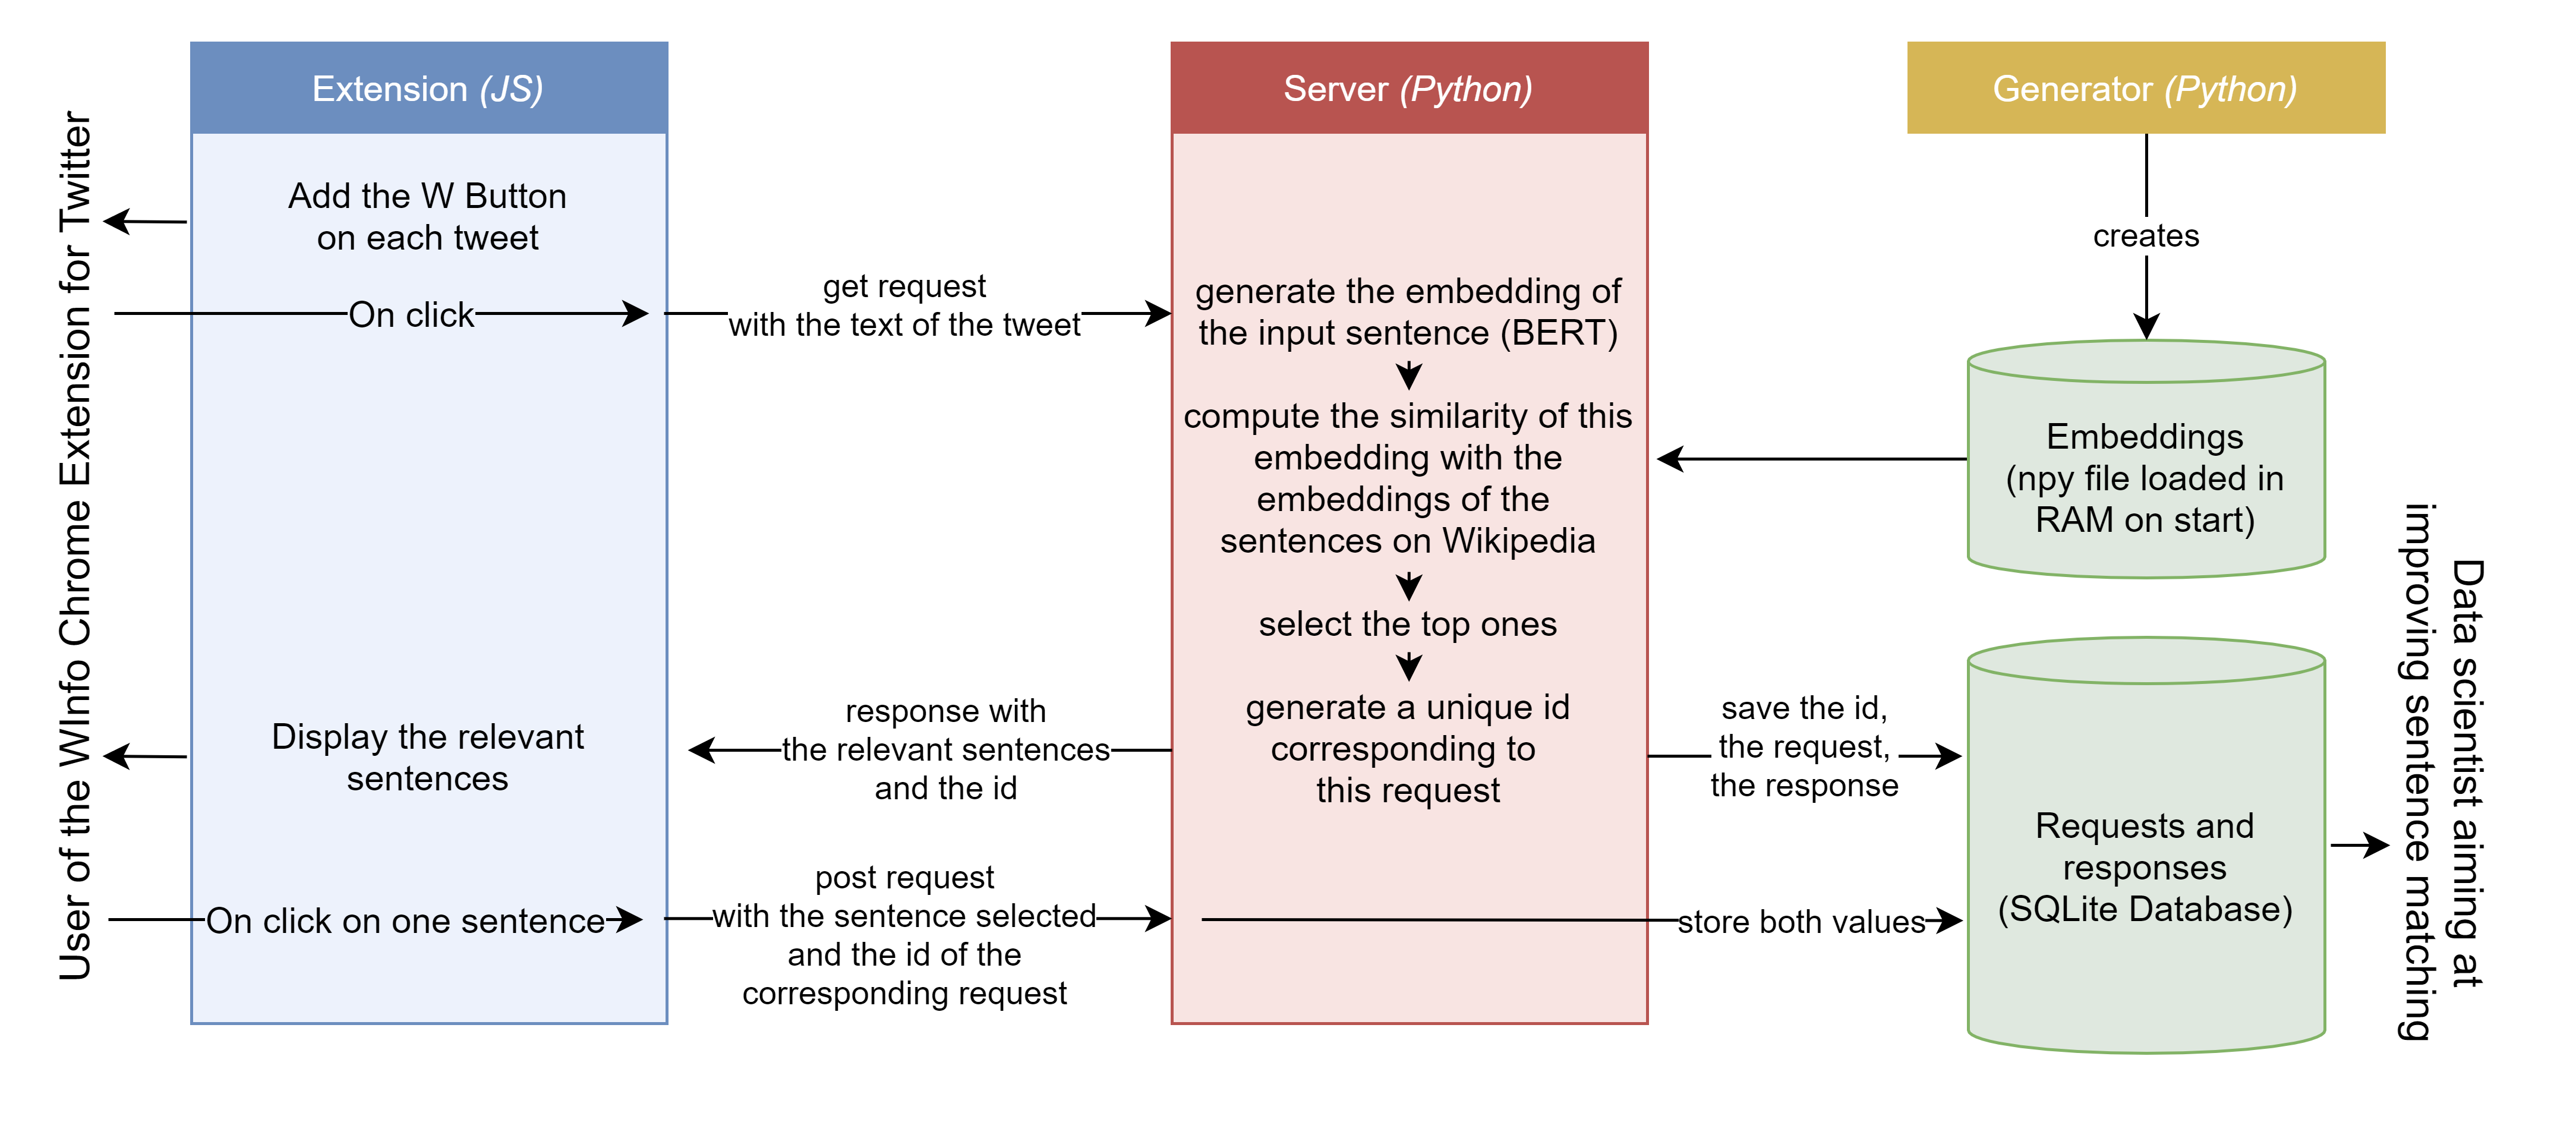 User of the WInfo Chrome Extension for Twitter
Extension (JS)
Add the W Button
on each tweet
On click
Display the relevant
sentences
On click on one sentence
get request
with the text of the tweet
response with
the relevant sentences
and the id
post request
with the sentence selected
and the id of the
corresponding request
Server (Python)
generate the embedding of
the input sentence (BERT)
compute the similarity of this
embedding with the
embeddings of the
sentences on Wikipedia
select the top ones
generate a unique id
corresponding to
this request
save the id,
the request,
the response
store both values
Generator (Python)
creates
Embeddings
(npy file loaded in
RAM on start)
Requests and
responses
(SQLite Database)
Data scientist aiming at
improving sentence matching